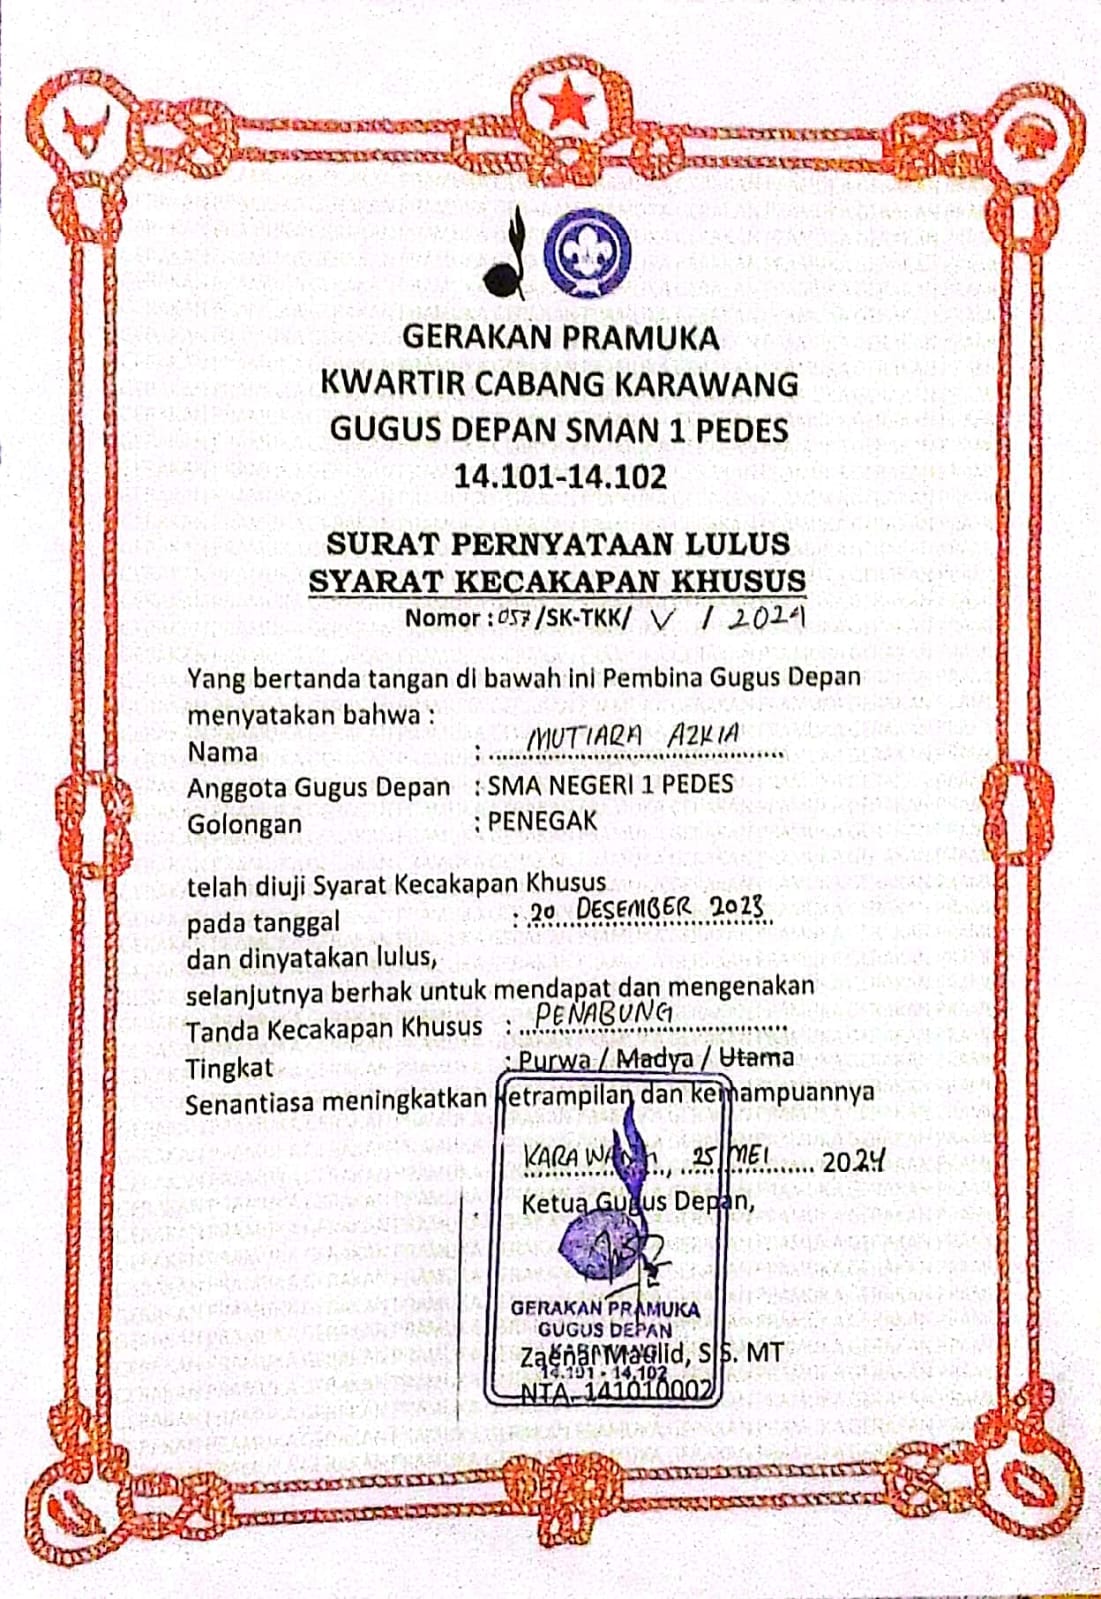 GERAKAN PRAMUKA
KWARTIR CABANG KARAWANG
GUGUS DEPAN SMAN 1 PEDES
14.101-14.102
SURAT PERNYATAAN LULUS
SYARAT KECAKAPAN KHUSUS
Nomor : 057/SK-TKK/ V / 2024
Yang bertanda tangan di bawah ini Pembina Gugus Depan
menyatakan bahwa :
Nama : MUTIARA AZKIA
Anggota Gugus Depan : SMA NEGERI 1 PEDES
Golongan : PENEGAK
telah diuji Syarat Kecakapan Khusus
pada tanggal : 20 DESEMBER 2023
dan dinyatakan lulus,
selanjutnya berhak untuk mendapat dan mengenakan
Tanda Kecakapan Khusus : PENABUNG
Tingkat : Purwa / Madya / Utama
Senantiasa meningkatkan ketrampilan dan kemampuannya
KARAWANG, 25 MEI 2024
Ketua Gugus Depan,
GERAKAN PRAMUKA
GUGUS DEPAN
KARAWANG
Zaenal Maglid, S.S. MT
14.101 - 14.102
NTA. 141010002